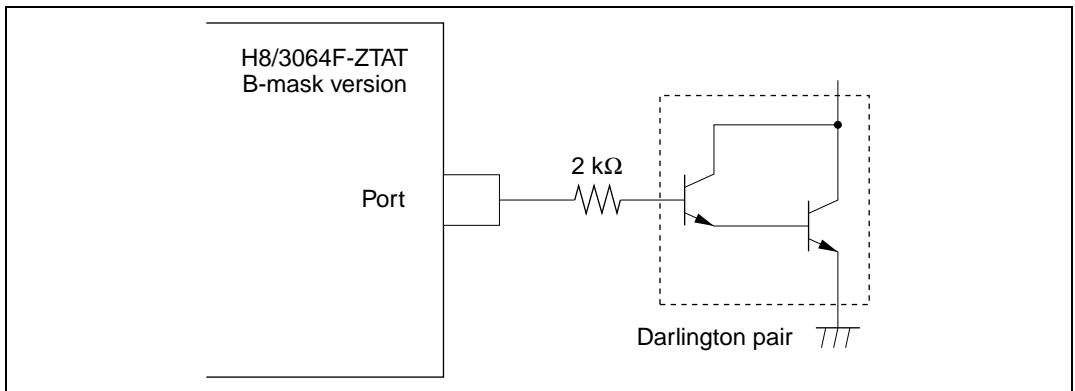 H8/3064F-ZTAT
B-mask version
Port
2 kΩ
Darlington pair